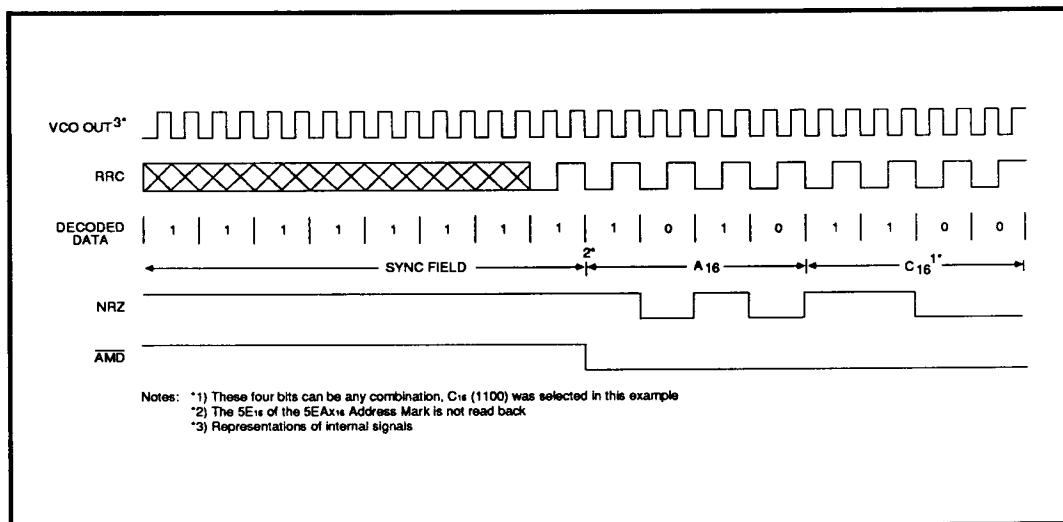 VCO OUT3*
RRC
DECODED DATA
1 1 1 1 1 1 1 1 1 0 1 0 1 1 0 0
2*
SYNC FIELD
A16
C16 1*
NRZ
AMD
Notes: *1) These four bits can be any combination, C16 (1100) was selected in this example
*2) The 5E16 of the 5EAx16 Address Mark is not read back
*3) Representations of internal signals